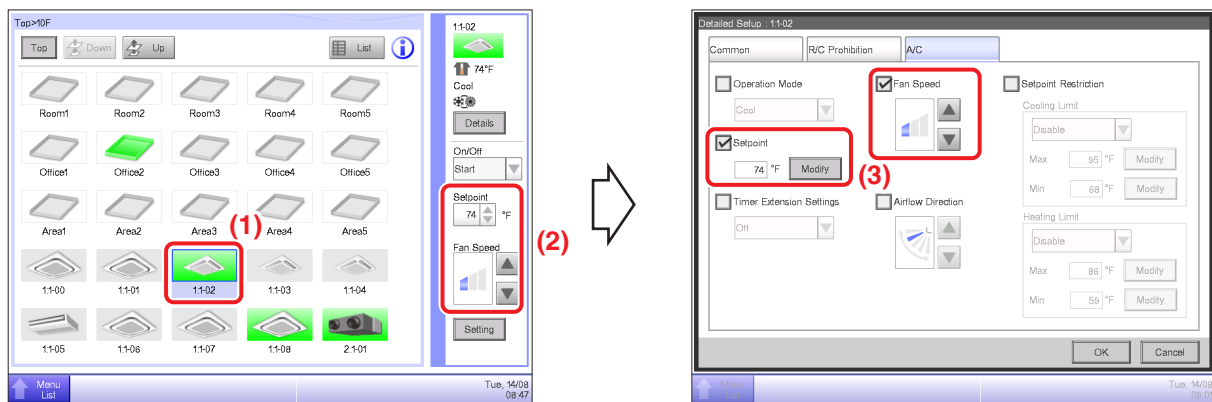 Top>10F
Top Down Up List
Room1 Room2 Room3 Room4 Room5
Office1 Office2 Office3 Office4 Office5
Area1 Area2 Area3 Area4 Area5
(1)
1:1-00 1:1-01 1:1-02 1:1-03 1:1-04
1:1-05 1:1-06 1:1-07 1:1-08 2:1-01
1:1-02
74°F
Cool
Details
On/Off
Start
Setpoint
74 °F
(2)
Fan Speed
Setting
Menu
List
Tue, 14/08
08:47
Detailed Setup : 1:1-02
Common R/C Prohibition A/C
Operation Mode
Cool
Setpoint
74 °F Modify
(3)
Timer Extension Settings
Off
Fan Speed
Airflow Direction
Setpoint Restriction
Cooling Limit
Disable
Max 95 °F Modify
Min 68 °F Modify
Heating Limit
Disable
Max 86 °F Modify
Min 59 °F Modify
OK Cancel
Menu
List
Tue, 14/08